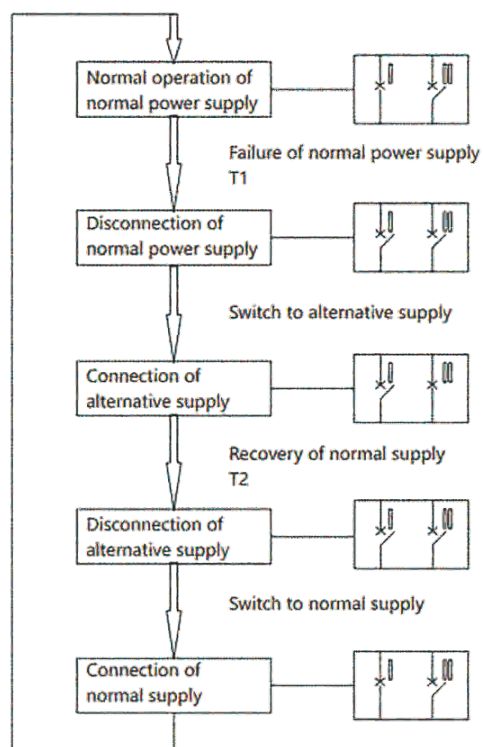 Normal operation of
normal power supply
Failure of normal power supply
T1
Disconnection of
normal power supply
Switch to alternative supply
Connection of
alternative supply
Recovery of normal supply
T2
Disconnection of
alternative supply
Switch to normal supply
Connection of
normal supply